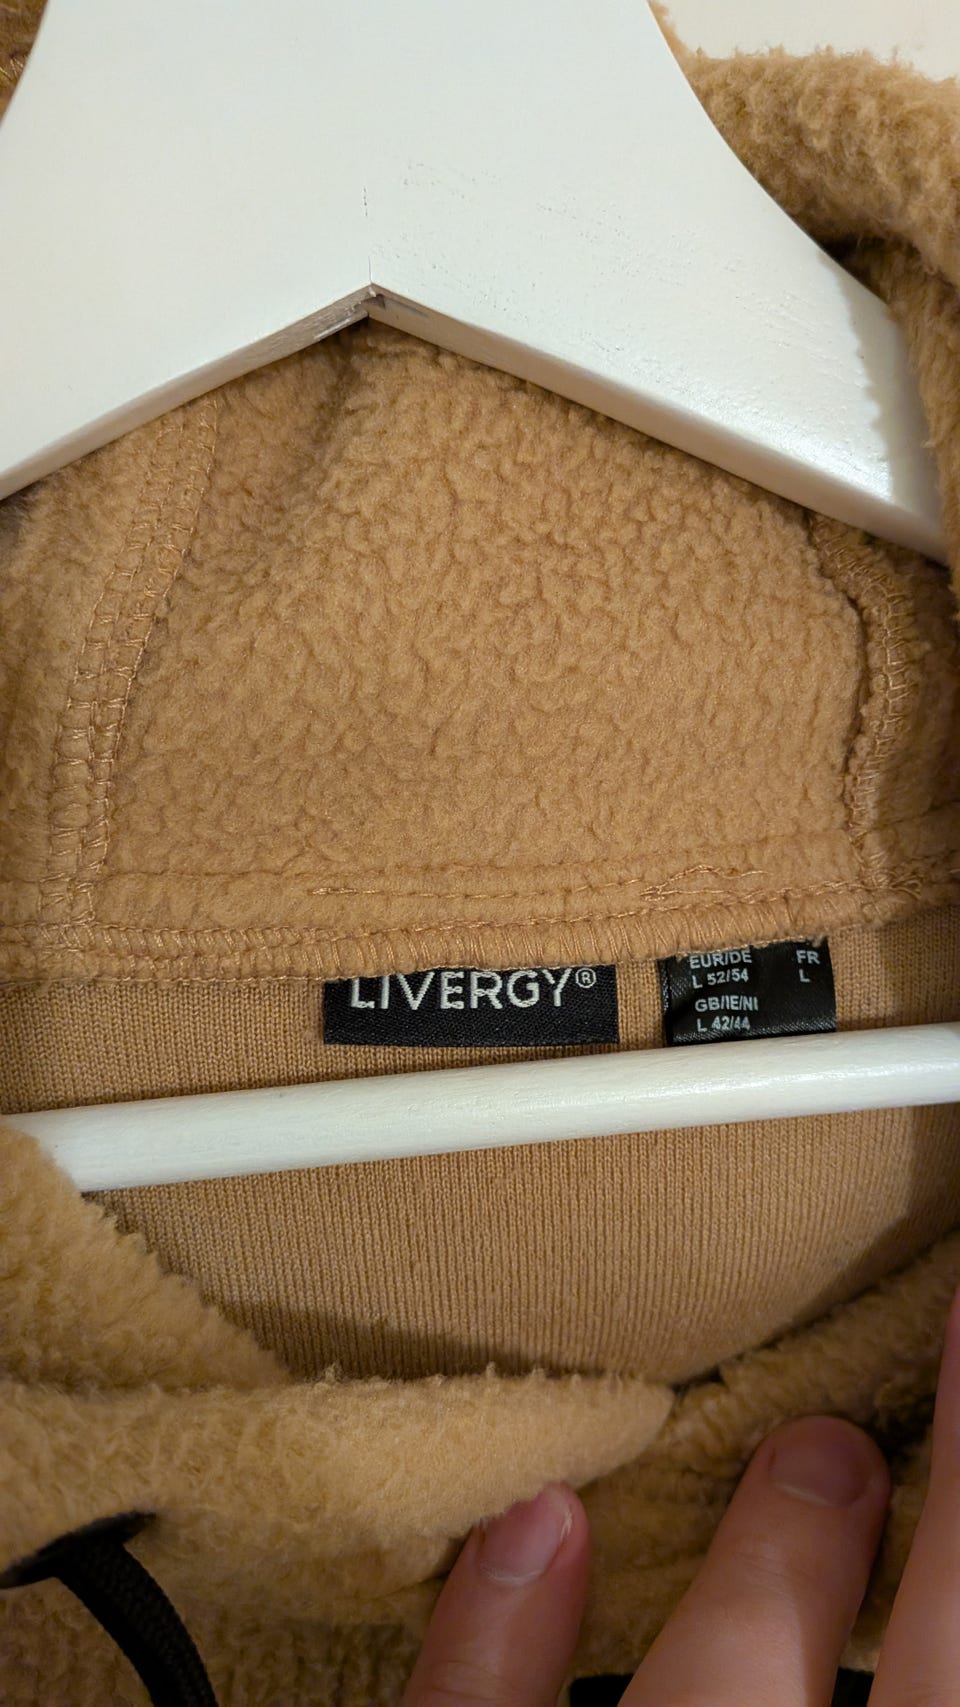 LIVERGY®
EUR/DE FR
L 52/54 L
GB/IE/NI
L 42/44